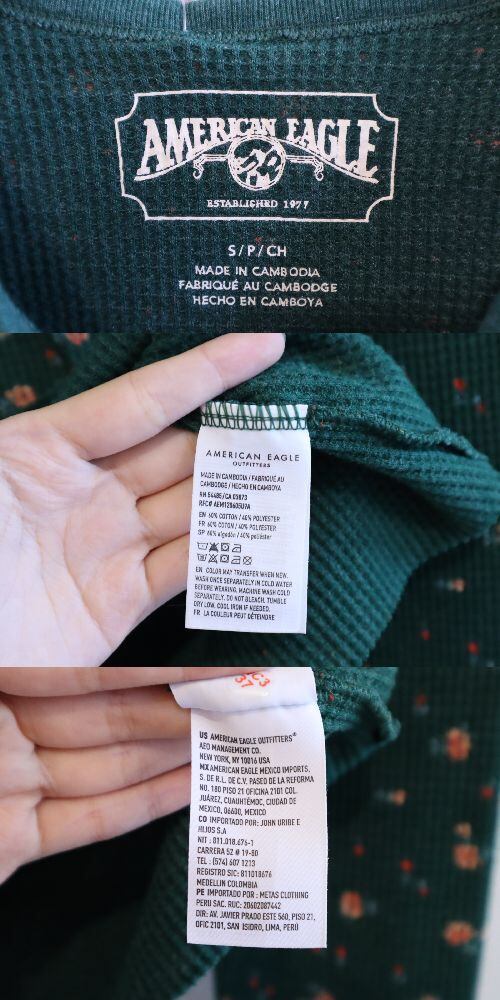 AMERICAN EAGLE
ESTABLISHED 1977
S/P/CH
MADE IN CAMBODIA
FABRIQUÉ AU CAMBODGE
HECHO EN CAMBOYA
AMERICAN EAGLE
OUTFITTERS
MADE IN CAMBODIA / FABRIQUÉ AU
CAMBODGE / HECHO EN CAMBOYA
RN 54485/CA 03873
EN 60% COTTON / 40% POLYESTER
FR 60% COTON / 40% POLYESTER
SP 60% algodón / 40% poliéster
EN COLOR MAY TRANSFER WHEN NEW.
WASH ONCE SEPARATELY IN COLD WATER
BEFORE WEARING. MACHINE WASH COLD
SEPARATELY. DO NOT BLEACH. TUMBLE
DRY LOW. COOL IRON IF NEEDED.
FR LA COULEUR PEUT DÉTEINDRE
37
US AMERICAN EAGLE OUTFITTERS®
AEO MANAGEMENT CO.
NEW YORK, NY 10016 USA
MX AMERICAN EAGLE MEXICO IMPORTS,
S. DE R.L. DE C.V. PASEO DE LA REFORMA
NO. 180 PISO 21 OFICINA 2101 COL.
JUÁREZ, CUAUHTÉMOC, CIUDAD DE
MEXICO, 06600, MEXICO
CO IMPORTADO POR: JOHN URIBE E
HIJOS S.A
NIT : 811.018.676-1
CARRERA 52 # 19-80
TEL : (574) 607 1213
REGISTRO SIC: 811018676
MEDELLIN COLOMBIA
PE IMPORTADO POR : METAS CLOTHING
PERU SAC. RUC: 20602087442
DIR: AV. JAVIER PRADO ESTE 560, PISO 21,
OFIC 2101, SAN ISIDRO, LIMA, PERÚ